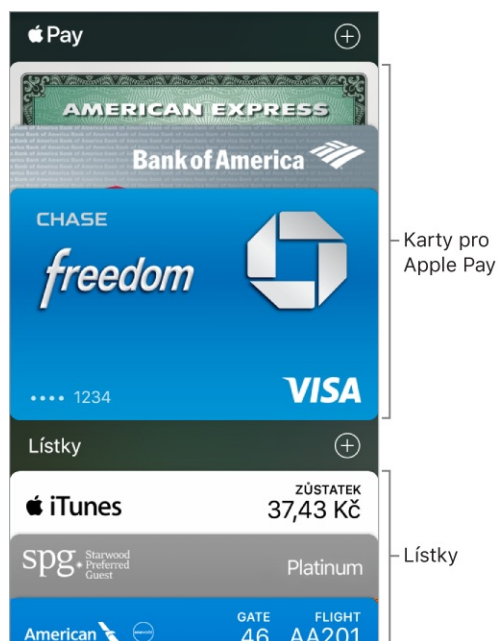 Pay
AMERICAN EXPRESS
Bank of America
CHASE
freedom
•••• 1234
VISA
Karty pro
Apple Pay
Lístky
iTunes
ZŮSTATEK
37,43 Kč
spg.
Starwood
Preferred
Guest
Platinum
Lístky
American
GATE
46
FLIGHT
AA201